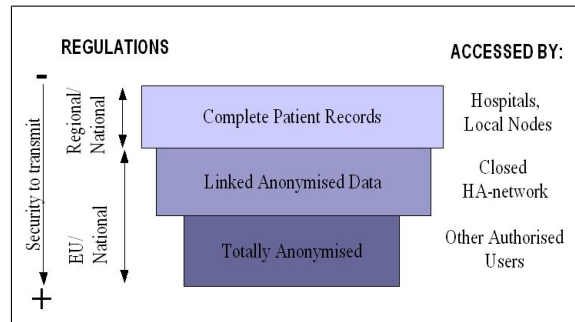 REGULATIONS
ACCESSED BY:
-
Security to transmit
+
Regional/
National
EU/
National
Complete Patient Records
Linked Anonymised Data
Totally Anonymised
Hospitals,
Local Nodes
Closed
HA-network
Other Authorised
Users